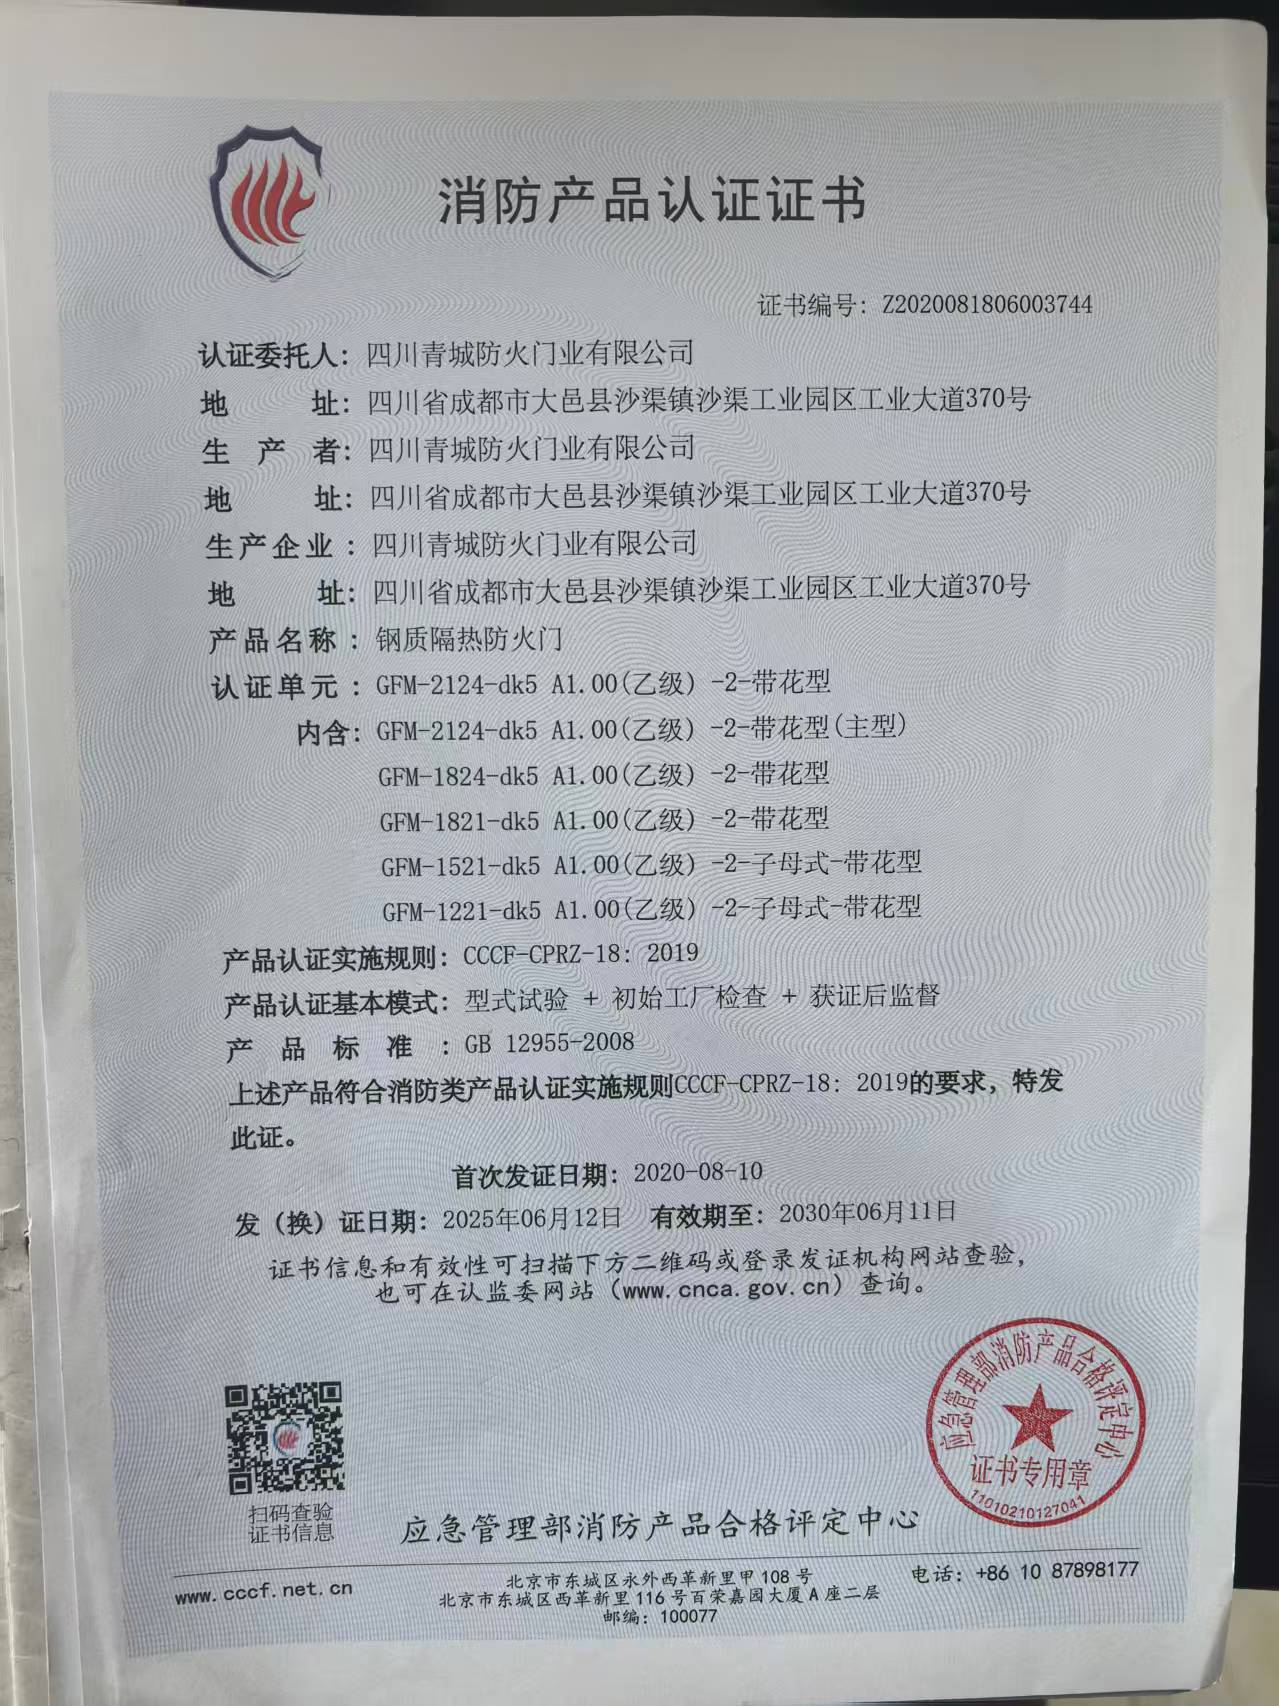 消防产品认证证书
证书编号：Z2020081806003744
认证委托人：四川青城防火门业有限公司
地 址：四川省成都市大邑县沙渠镇沙渠工业园区工业大道370号
生 产 者：四川青城防火门业有限公司
地 址：四川省成都市大邑县沙渠镇沙渠工业园区工业大道370号
生产企业：四川青城防火门业有限公司
地 址：四川省成都市大邑县沙渠镇沙渠工业园区工业大道370号
产品名称：钢质隔热防火门
认证单元：GFM-2124-dk5 A1.00(乙级) -2-带花型
内含：GFM-2124-dk5 A1.00(乙级) -2-带花型(主型)
GFM-1824-dk5 A1.00(乙级) -2-带花型
GFM-1821-dk5 A1.00(乙级) -2-带花型
GFM-1521-dk5 A1.00(乙级) -2-子母式-带花型
GFM-1221-dk5 A1.00(乙级) -2-子母式-带花型
产品认证实施规则：CCCF-CPRZ-18：2019
产品认证基本模式：型式试验 + 初始工厂检查 + 获证后监督
产 品 标 准 ：GB 12955-2008
上述产品符合消防类产品认证实施规则CCCF-CPRZ-18：2019的要求，特发
此证。
首次发证日期：2020-08-10
发（换）证日期：2025年06月12日 有效期至：2030年06月11日
证书信息和有效性可扫描下方二维码或登录发证机构网站查验，
也可在认监委网站（www.cnca.gov.cn）查询。
应急管理部消防产品合格评定中心
证书专用章
11010210127041
扫码查验
证书信息
应急管理部消防产品合格评定中心
www.cccf.net.cn
北京市东城区永外西革新里甲108号
北京市东城区西革新里116号百荣嘉园大厦A座二层
邮编：100077
电话：+86 10 87898177